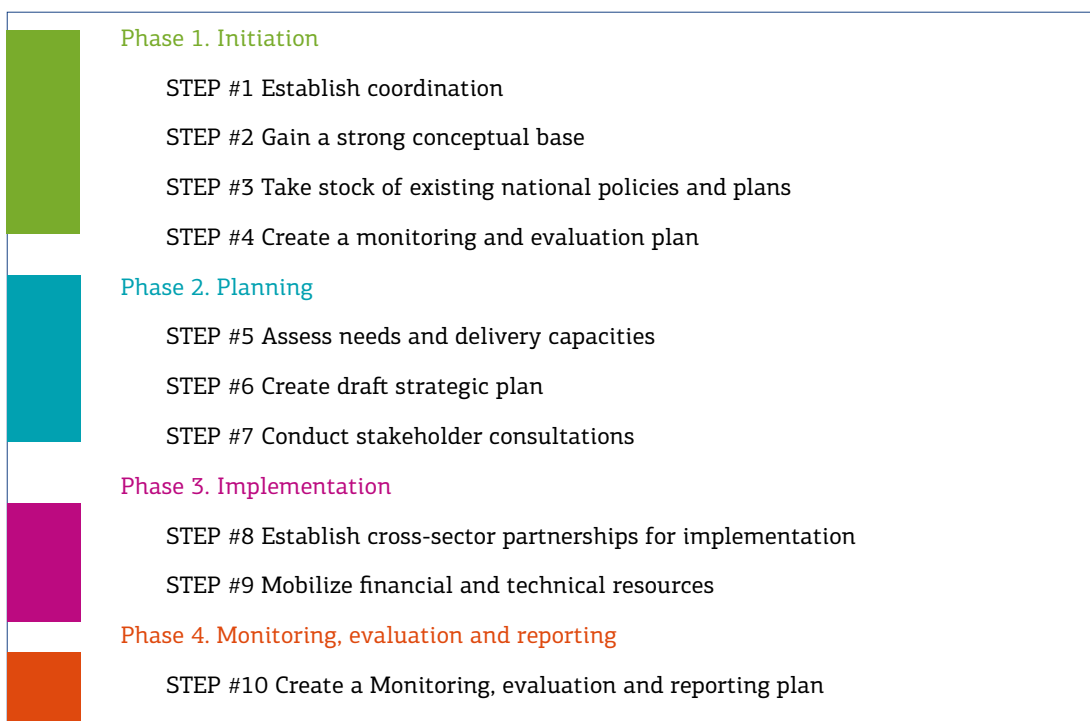 Phase 1. Initiation
STEP #1 Establish coordination
STEP #2 Gain a strong conceptual base
STEP #3 Take stock of existing national policies and plans
STEP #4 Create a monitoring and evaluation plan
Phase 2. Planning
STEP #5 Assess needs and delivery capacities
STEP #6 Create draft strategic plan
STEP #7 Conduct stakeholder consultations
Phase 3. Implementation
STEP #8 Establish cross-sector partnerships for implementation
STEP #9 Mobilize financial and technical resources
Phase 4. Monitoring, evaluation and reporting
STEP #10 Create a Monitoring, evaluation and reporting plan